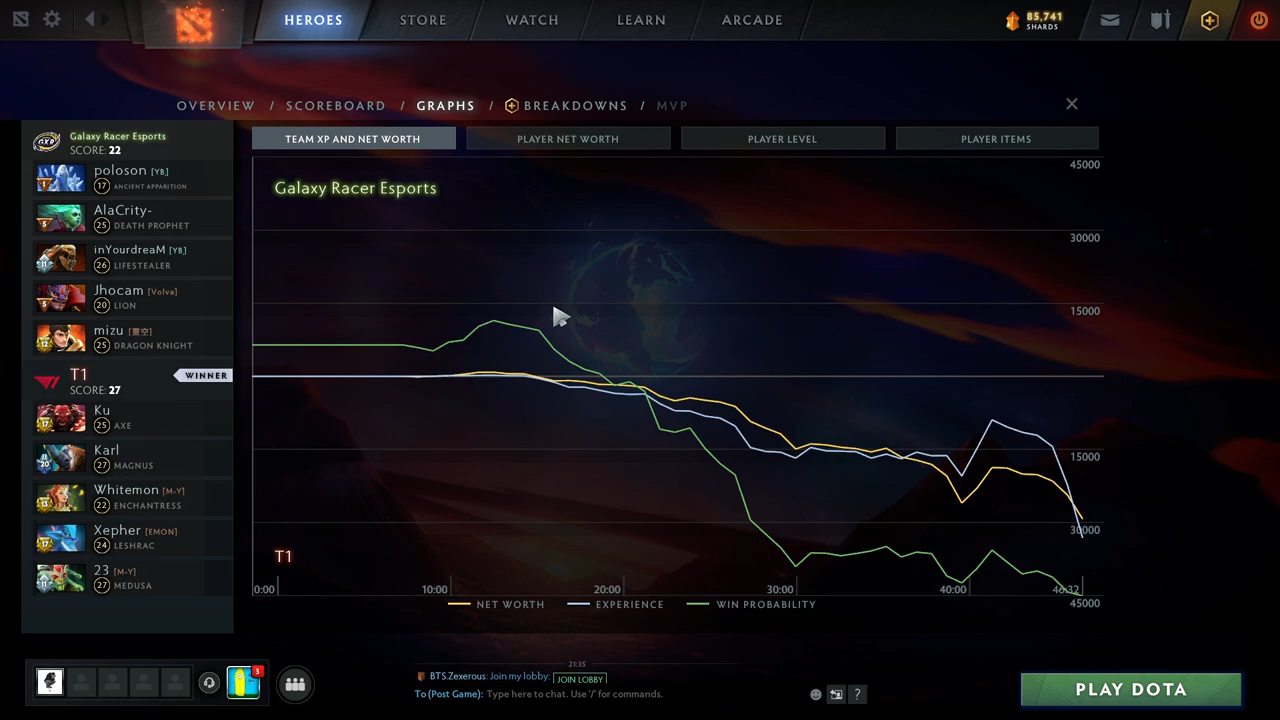 HEROES
STORE
WATCH
LEARN
ARCADE
85,741
SHARDS
OVERVIEW / SCOREBOARD / GRAPHS / BREAKDOWNS / MVP
Galaxy Racer Esports
SCORE: 22
poloson [YB]
17 ANCIENT APPARITION
AlaCrity-
25 DEATH PROPHET
inYourdreaM [YB]
26 LIFESTEALER
Jhocam [Volva]
20 LION
mizu [夏空]
25 DRAGON KNIGHT
T1
SCORE: 27
WINNER
Ku
25 AXE
Karl
27 MAGNUS
Whitemon [M-Y]
22 ENCHANTRESS
Xepher [EMON]
24 LESHRAC
23 [M-Y]
27 MEDUSA
TEAM XP AND NET WORTH
PLAYER NET WORTH
PLAYER LEVEL
PLAYER ITEMS
Galaxy Racer Esports
45000
30000
15000
15000
30000
45000
T1
0:00
10:00
20:00
30:00
40:00
46:32
NET WORTH
EXPERIENCE
WIN PROBABILITY
3
21:35
BTS.Zexerous: Join my lobby: JOIN LOBBY
To (Post Game): Type here to chat. Use '/' for commands.
?
PLAY DOTA